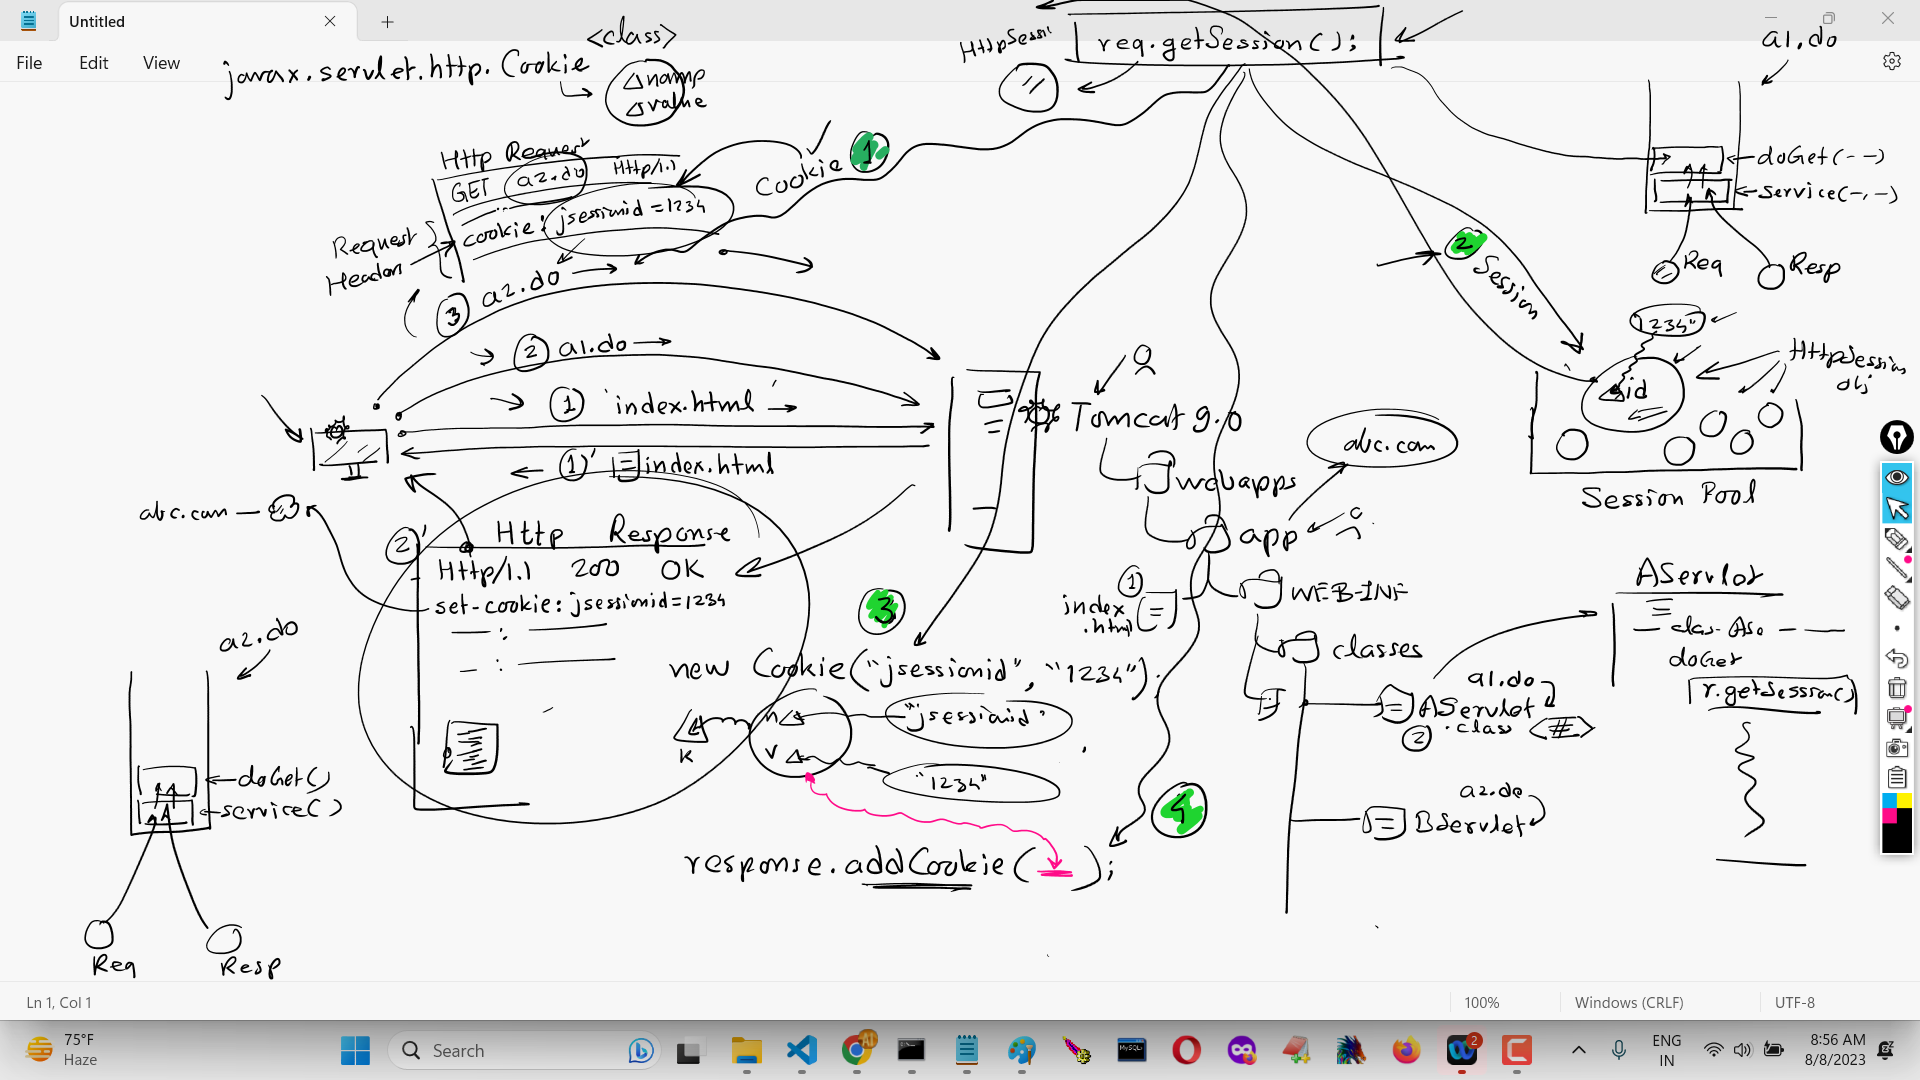 Untitled
File Edit View
<class>
javax.servlet.http.Cookie
name
value
req.getSession();
a1.do
Http Request
GET a2.do Http/1.1
cookie: jsessionid=1234
Request
Cookie 1
doGet(--)
service(-,-)
Req
Resp
2 Session
1234
id
HttpSession
obj
Session Pool
3 a2.do
2 a1.do
1 index.html
1' index.html
Tomcat 9.0
webapps
app
abc.com
WEB-INF
1
index
.html
classes
a1.do
AServlet
.class
2
a2.do
BServlet
AServlet
doGet
r.getSession()
abc.com
2'
Http Response
Http/1.1 200 OK
set-cookie: jsessionid=1234
3
new Cookie("jsessionid", "1234");
n
"jsessionid"
K
v
"1234"
4
response.addCookie( );
a2.do
doGet()
service()
Req
Resp
Ln 1, Col 1
100%
Windows (CRLF)
UTF-8
75°F
Haze
Search
2
ENG
IN
8:56 AM
8/8/2023